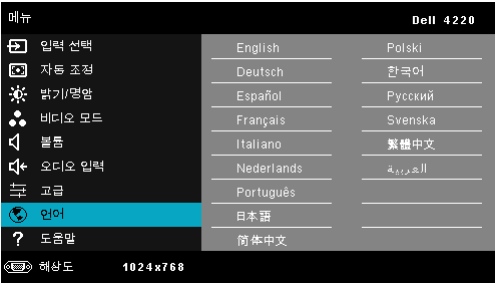 메뉴 Dell 4220
입력 선택 English Polski
자동 조정 Deutsch 한국어
밝기/명암 Español Русский
비디오 모드 Français Svenska
볼륨 Italiano 繁體中文
오디오 입력 Nederlands العربية
고급 Português
언어 日本語
도움말 简体中文
해상도 1024x768